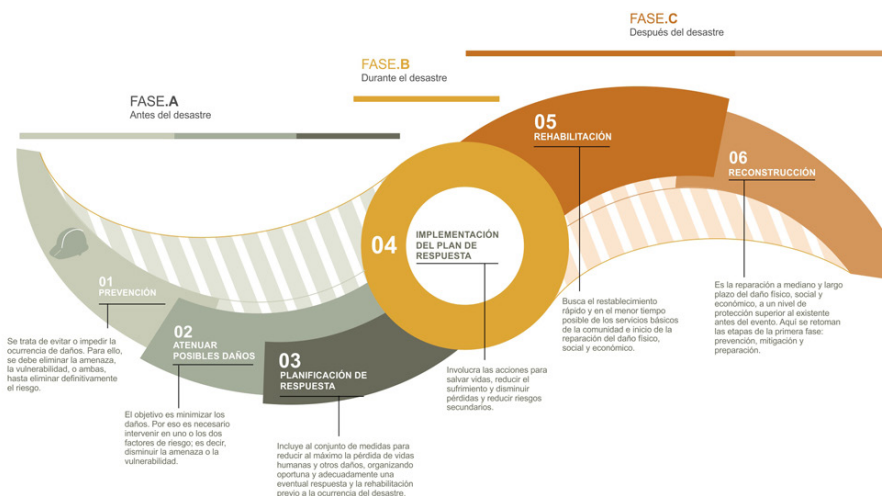 FASE.A
Antes del desastre
FASE.B
Durante el desastre
FASE.C
Después del desastre
01
PREVENCIÓN
Se trata de evitar o impedir la
ocurrencia de daños. Para ello,
se debe eliminar la amenaza,
la vulnerabilidad, o ambas,
hasta eliminar definitivamente
el riesgo.
02
ATENUAR
POSIBLES DAÑOS
El objetivo es minimizar los
daños. Por eso es necesario
intervenir en uno o los dos
factores de riesgo; es decir,
disminuir la amenaza o la
vulnerabilidad.
03
PLANIFICACIÓN DE
RESPUESTA
Incluye al conjunto de medidas para
reducir al máximo la pérdida de vidas
humanas y otros daños, organizando
oportuna y adecuadamente una
eventual respuesta y la rehabilitación
previo a la ocurrencia del desastre.
04
IMPLEMENTACIÓN
DEL PLAN DE
RESPUESTA
Involucra las acciones para
salvar vidas, reducir el
sufrimiento y disminuir
pérdidas y reducir riesgos
secundarios.
05
REHABILITACIÓN
Busca el restablecimiento
rápido y en el menor tiempo
posible de los servicios básicos
de la comunidad e inicio de la
reparación del daño físico,
social y económico.
06
RECONSTRUCCIÓN
Es la reparación a mediano y largo
plazo del daño físico, social y
económico, a un nivel de
protección superior al existente
antes del evento. Aquí se retoman
las etapas de la primera fase:
prevención, mitigación y
preparación.